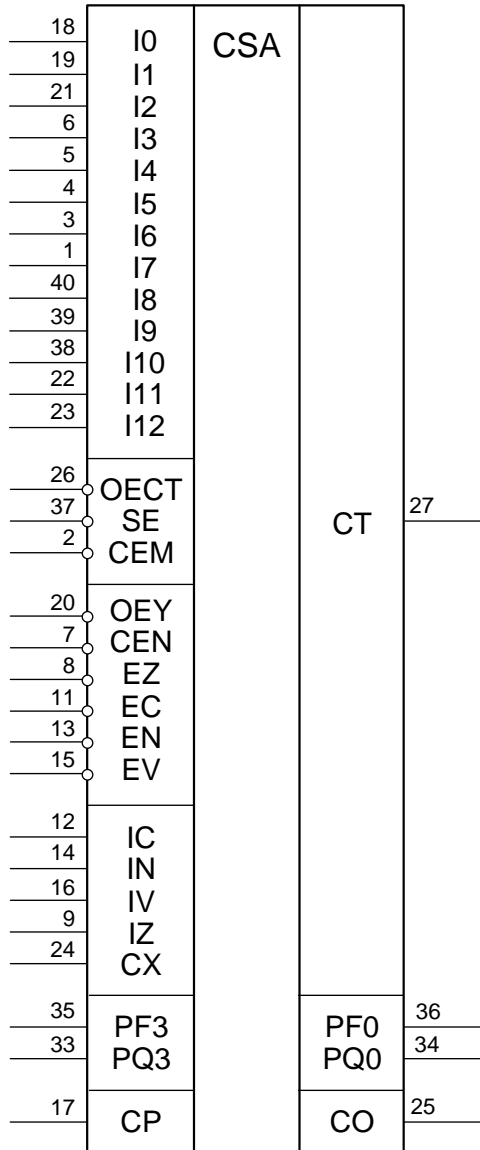 18 I0 CSA
19 I1
21 I2
6 I3
5 I4
4 I5
3 I6
1 I7
40 I8
39 I9
38 I10
22 I11
23 I12
26 OECT
37 SE CT 27
2 CEM
20 OEY
7 CEN
8 EZ
11 EC
13 EN
15 EV
12 IC
14 IN
16 IV
9 IZ
24 CX
35 PF3 PF0 36
33 PQ3 PQ0 34
17 CP CO 25